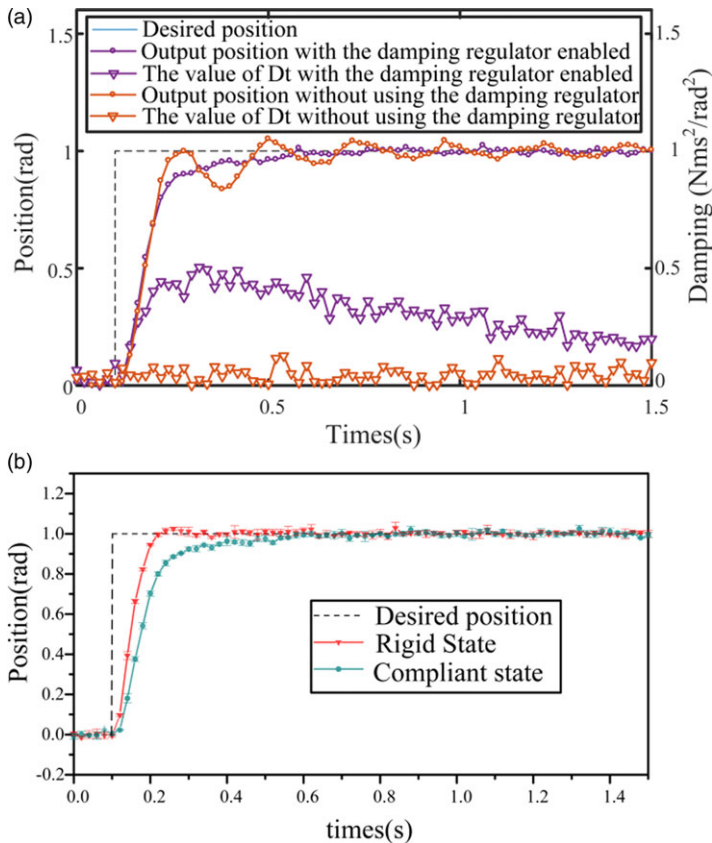 (a)
1.5
1
0.5
0
Position(rad)
Desired position
Output position with the damping regulator enabled
The value of Dt with the damping regulator enabled
Output position without using the damping regulator
The value of Dt without using the damping regulator
1.5
1
0.5
0
Damping (Nms²/rad²)
0
0.5
1
1.5
Times(s)
(b)
1.2
1.0
0.8
0.6
0.4
0.2
0.0
-0.2
Position(rad)
Desired position
Rigid State
Compliant state
0.0
0.2
0.4
0.6
0.8
1.0
1.2
1.4
times(s)